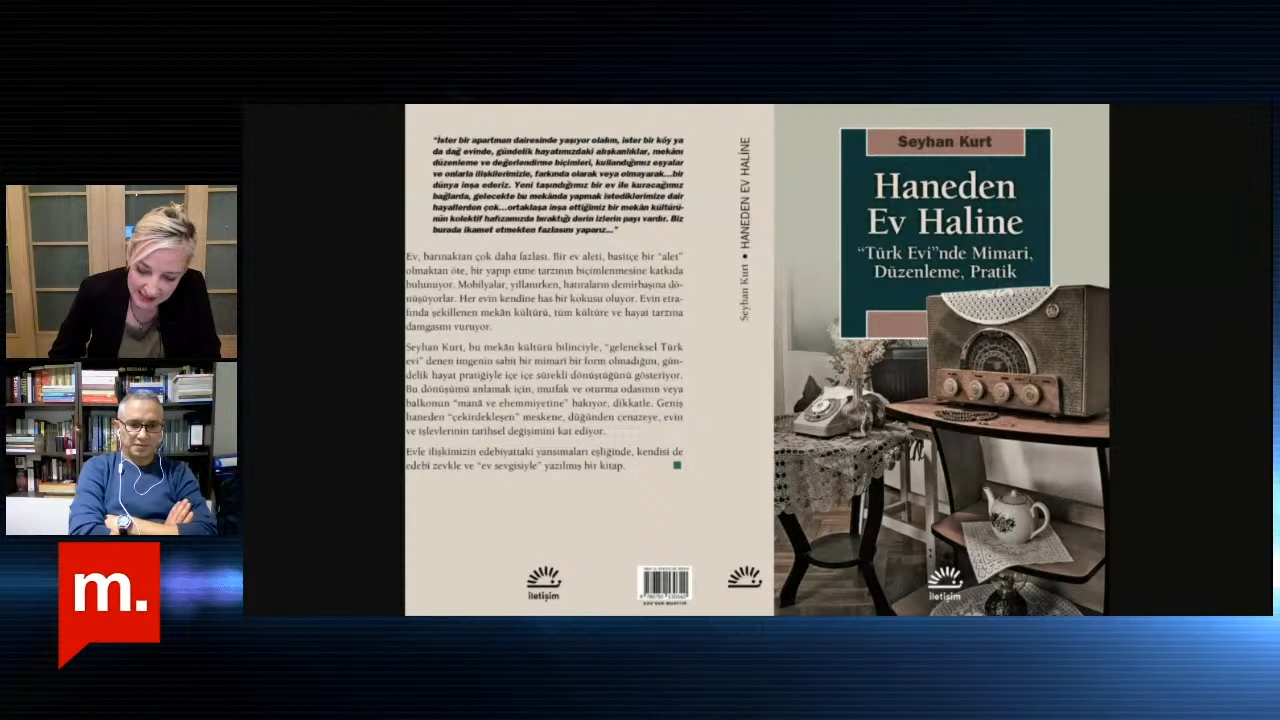 "İster bir apartman dairesinde yaşıyor olalım, ister bir köy ya
da dağ evinde, gündelik hayatımızdaki alışkanlıklar, mekânı
düzenleme ve değerlendirme biçimleri, kullandığımız eşyalar
ve onlarla ilişkilerimizle, farkında olarak veya olmayarak...bir
dünya inşa ederiz. Yeni taşındığımız bir ev ile kuracağımız
bağlarda, gelecekte bu mekânda yapmak istediklerimize dair
hayallerden çok...ortaklaşa inşa ettiğimiz bir mekân kültürü-
nün kolektif hafızamızda bıraktığı derin izlerin payı vardır. Biz
burada ikamet etmekten fazlasını yaparız..."
Ev, barınaktan çok daha fazlası. Bir ev aleti, basitçe bir "alet"
olmaktan öte, bir yapıp etme tarzının biçimlenmesine katkıda
bulunuyor. Mobilyalar, yıllanırken, hatıraların demirbaşına dö-
nüşüyorlar. Her evin kendine has bir kokusu oluyor. Evin etra-
fında şekillenen mekân kültürü, tüm kültüre ve hayat tarzına
damgasını vuruyor.
Seyhan Kurt, bu mekân kültürü bilinciyle, "geleneksel Türk
evi" denen imgenin sabit bir mimari bir form olmadığını, gün-
delik hayat pratiğiyle içe içe sürekli dönüştüğünü gösteriyor.
Bu dönüşümü anlamak için, mutfak ve oturma odasının veya
balkonun "manâ ve ehemmiyetine" bakıyor, dikkatle. Geniş
haneden "çekirdekleşen" meskene, düğünden cenazeye, evin
ve işlevlerinin tarihsel değişimini kat ediyor.
Evle ilişkimizin edebiyattaki yansımaları eşliğinde, kendisi de
edebî zevkle ve "ev sevgisiyle" yazılmış bir kitap.
iletişim
Seyhan Kurt • HANEDEN EV HALİNE
Seyhan Kurt
Haneden
Ev Haline
"Türk Evi"nde Mimari,
Düzenleme, Pratik
iletişim
m.